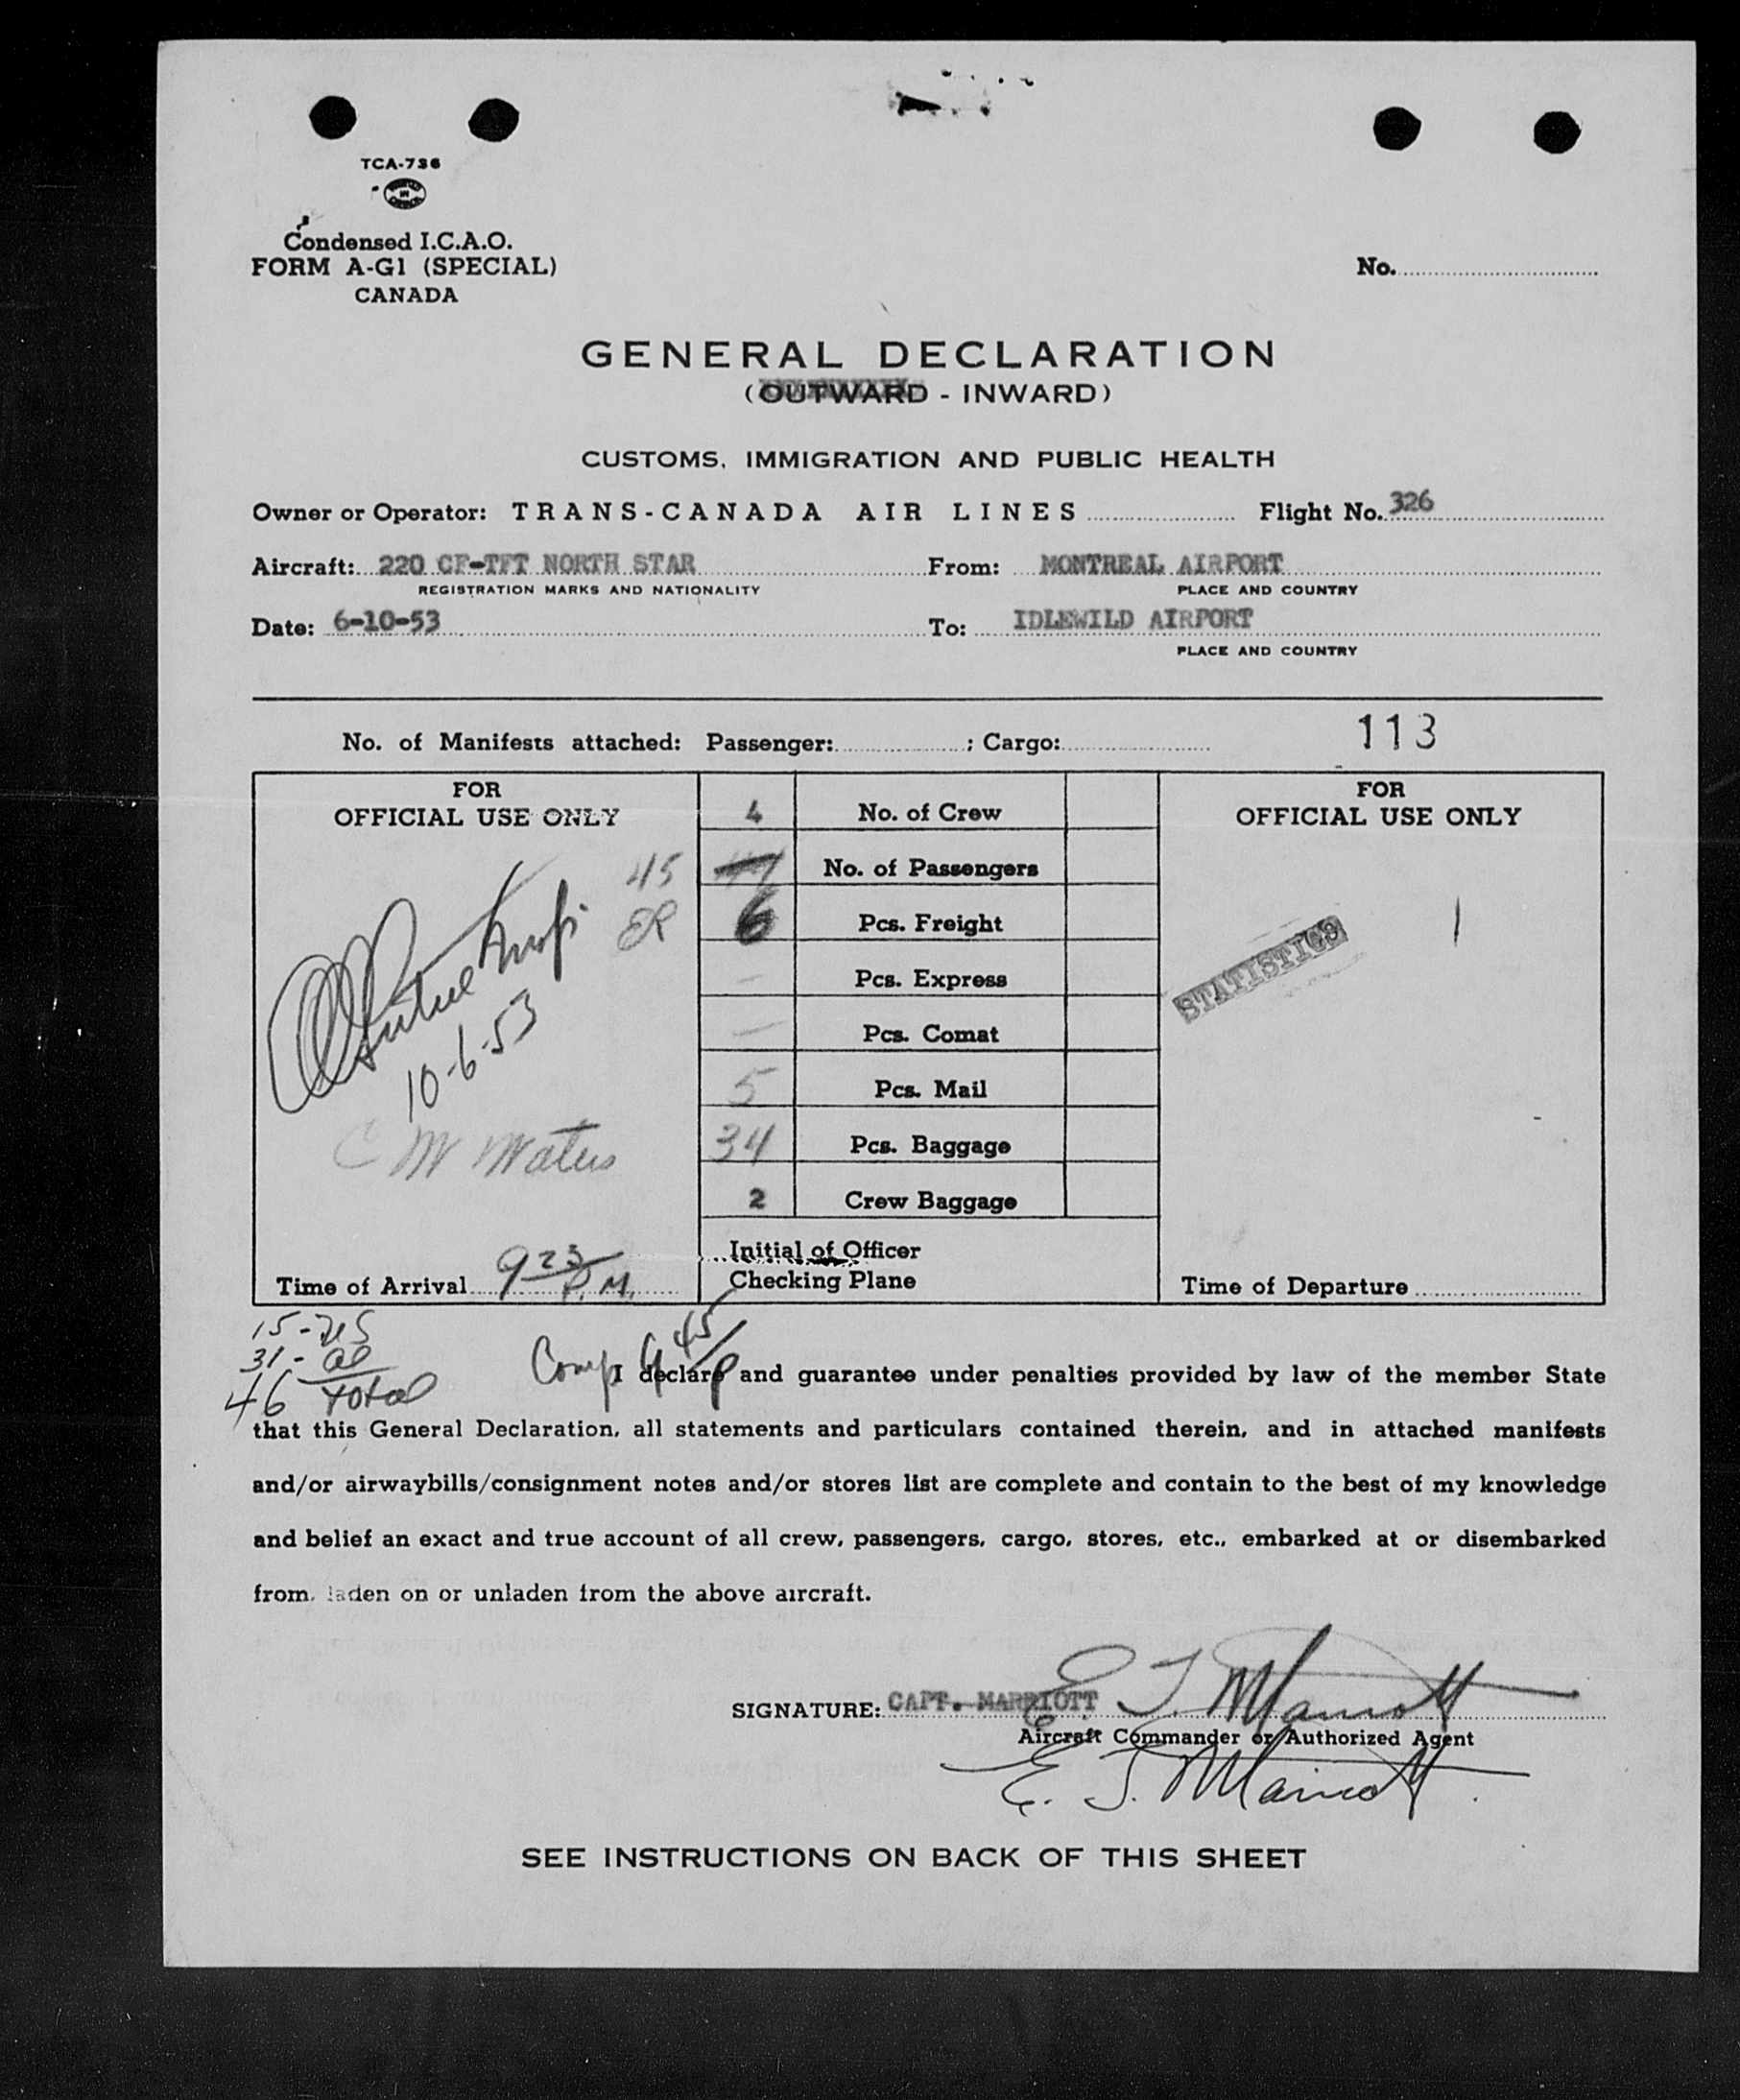 TCA-736
Condensed I.C.A.O.
FORM A-G1 (SPECIAL)
CANADA
No.
GENERAL DECLARATION
(OUTWARD - INWARD)
CUSTOMS, IMMIGRATION AND PUBLIC HEALTH
Owner or Operator: TRANS-CANADA AIR LINES Flight No. 326
Aircraft: 220 CF-TFT NORTH STAR From: MONTREAL AIRPORT
REGISTRATION MARKS AND NATIONALITY PLACE AND COUNTRY
Date: 6-10-53 To: IDLEWILD AIRPORT
PLACE AND COUNTRY
No. of Manifests attached: Passenger: ; Cargo: 113
FOR
OFFICIAL USE ONLY
45
10-6-53
C M Waters
Time of Arrival 9 23 P.M.
4 No. of Crew
No. of Passengers
6 Pcs. Freight
- Pcs. Express
- Pcs. Comat
5 Pcs. Mail
34 Pcs. Baggage
2 Crew Baggage
Initial of Officer
Checking Plane
FOR
OFFICIAL USE ONLY
STATISTICS
1
Time of Departure
15-US
31-al
46 Total
Comp 9 45/P
I declare and guarantee under penalties provided by law of the member State
that this General Declaration, all statements and particulars contained therein, and in attached manifests
and/or airwaybills/consignment notes and/or stores list are complete and contain to the best of my knowledge
and belief an exact and true account of all crew, passengers, cargo, stores, etc., embarked at or disembarked
from, laden on or unladen from the above aircraft.
SIGNATURE: CAPT. MARRIOTT E. T. Marriott
Aircraft Commander or Authorized Agent
E. T. Marriott
SEE INSTRUCTIONS ON BACK OF THIS SHEET